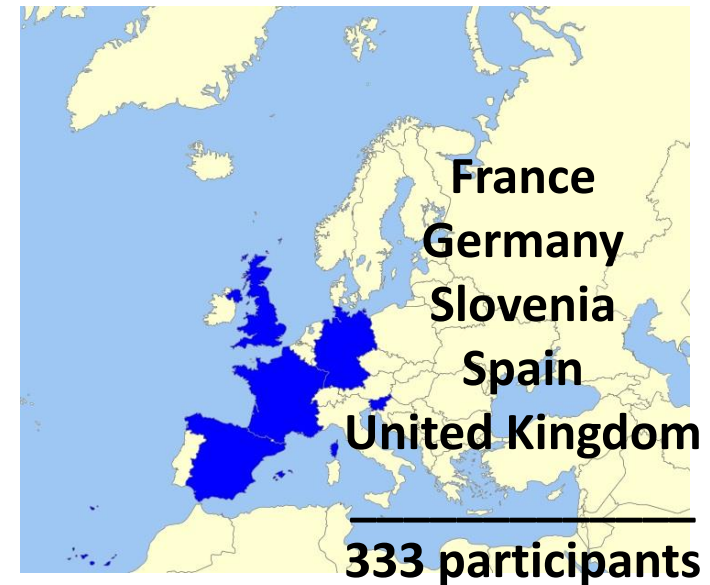 France
Germany
Slovenia
Spain
United Kingdom
333 participants